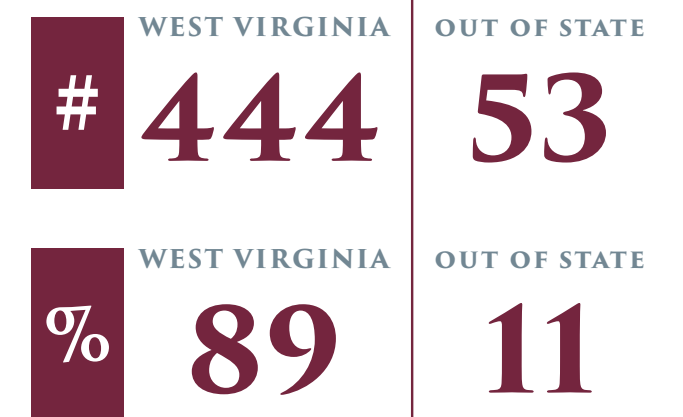 WEST VIRGINIA OUT OF STATE
# 444 53
WEST VIRGINIA OUT OF STATE
% 89 11